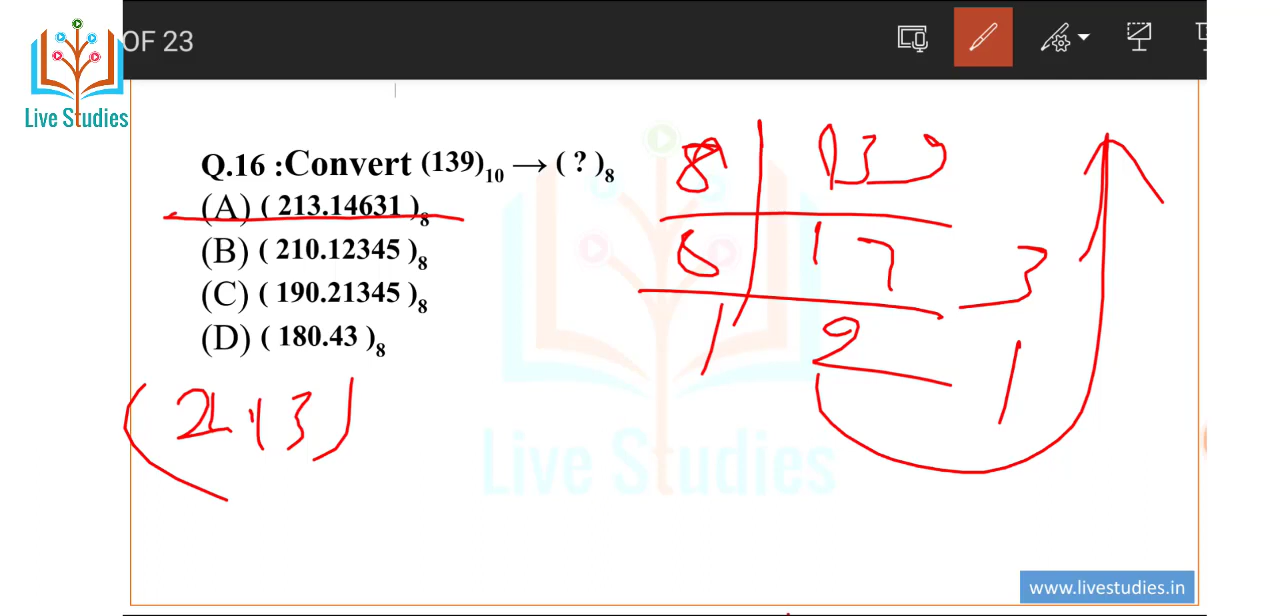 OF 23
Live Studies
Q.16 :Convert (139)₁₀ → ( ? )₈
(A) ( 213.14631 )₈
(B) ( 210.12345 )₈
(C) ( 190.21345 )₈
(D) ( 180.43 )₈
8 139
8 17 3
1 2 1
(213)
Live Studies
www.livestudies.in